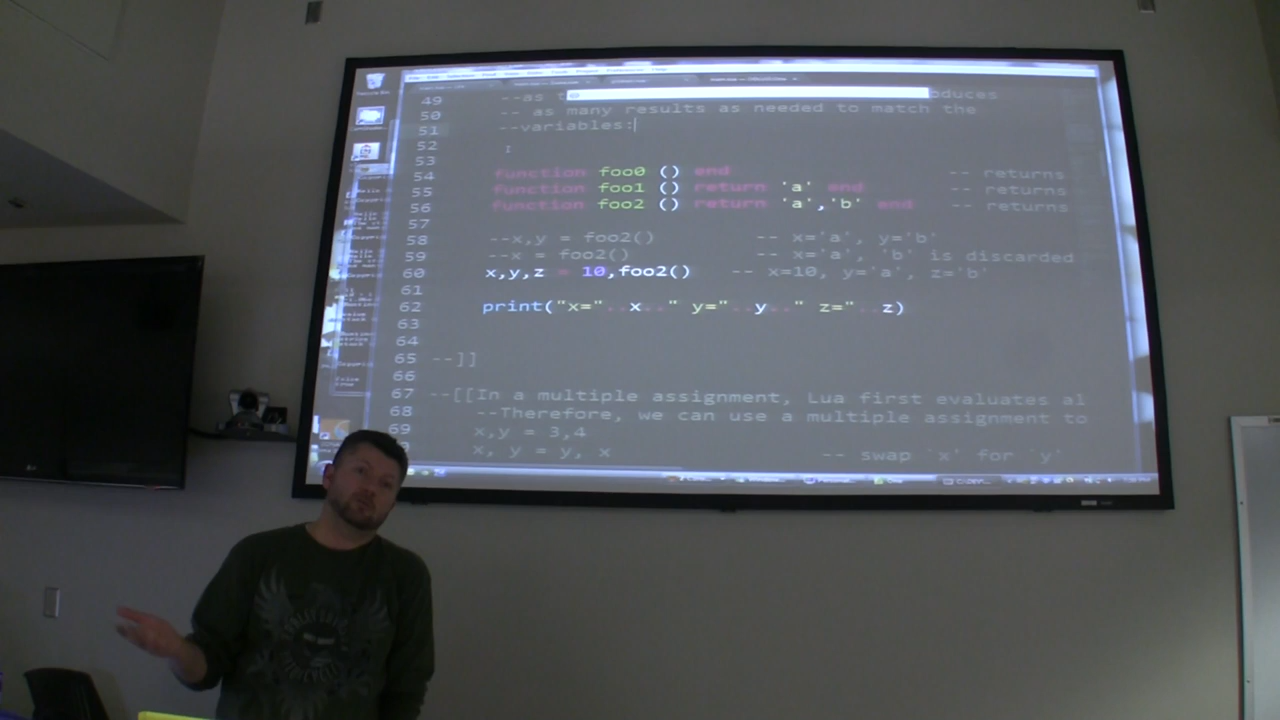 49 --as oduces
50 -- as many results as needed to match the
51 --variables:
52
53
54 function foo0 () end -- returns
55 function foo1 () return 'a' end -- returns
56 function foo2 () return 'a','b' end -- returns
57
58 --x,y = foo2() -- x='a', y='b'
59 --x = foo2() -- x='a', 'b' is discarded
60 x,y,z = 10,foo2() -- x=10, y='a', z='b'
61
62 print("x="..x.." y="..y.." z="..z)
63
64
65 --]]
66
67 --[[In a multiple assignment, Lua first evaluates al
68 --Therefore, we can use a multiple assignment to
69 x,y = 3,4
x, y = y, x -- swap `x' for `y'